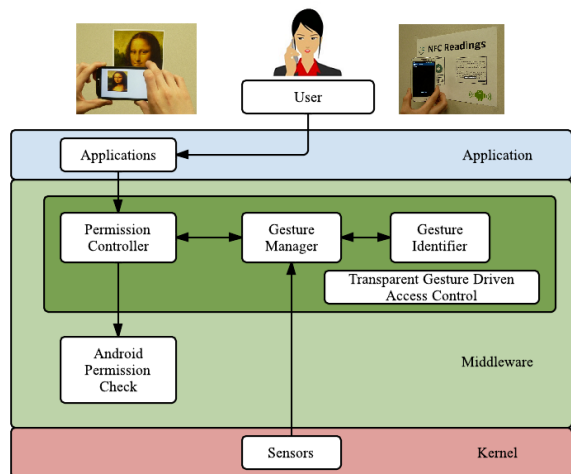 NFC Readings
User
Applications
Application
Permission
Controller
Gesture
Manager
Gesture
Identifier
Transparent Gesture Driven
Access Control
Android
Permission
Check
Middleware
Sensors
Kernel